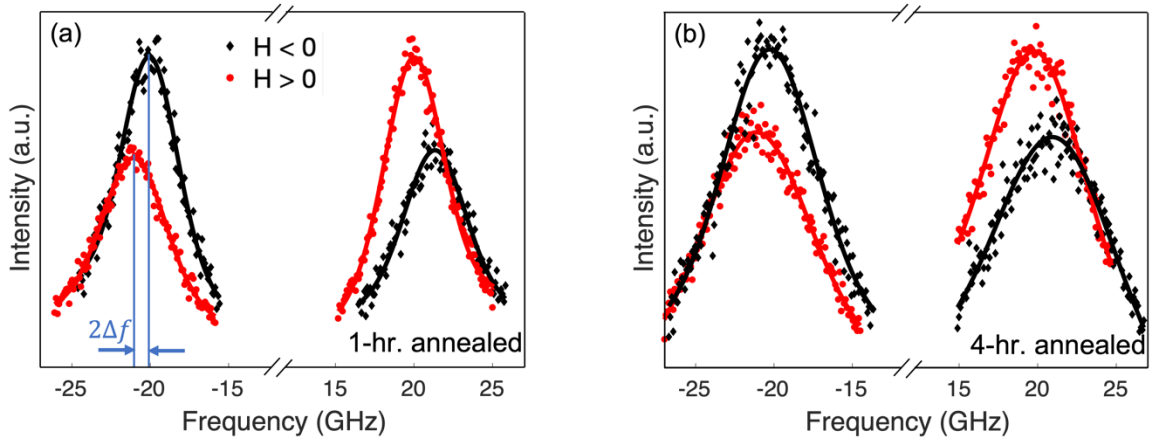 (a)
H < 0
H > 0
Intensity (a.u.)
2Δf
1-hr. annealed
-25 -20 -15 15 20 25
Frequency (GHz)
(b)
Intensity (a.u.)
4-hr. annealed
-25 -20 -15 15 20 25
Frequency (GHz)